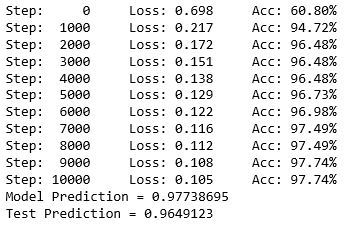 Step:     0     Loss: 0.698     Acc: 60.80%
Step:  1000     Loss: 0.217     Acc: 94.72%
Step:  2000     Loss: 0.172     Acc: 96.48%
Step:  3000     Loss: 0.151     Acc: 96.48%
Step:  4000     Loss: 0.138     Acc: 96.48%
Step:  5000     Loss: 0.129     Acc: 96.73%
Step:  6000     Loss: 0.122     Acc: 96.98%
Step:  7000     Loss: 0.116     Acc: 97.49%
Step:  8000     Loss: 0.112     Acc: 97.49%
Step:  9000     Loss: 0.108     Acc: 97.74%
Step: 10000     Loss: 0.105     Acc: 97.74%
Model Prediction = 0.97738695
Test Prediction = 0.9649123